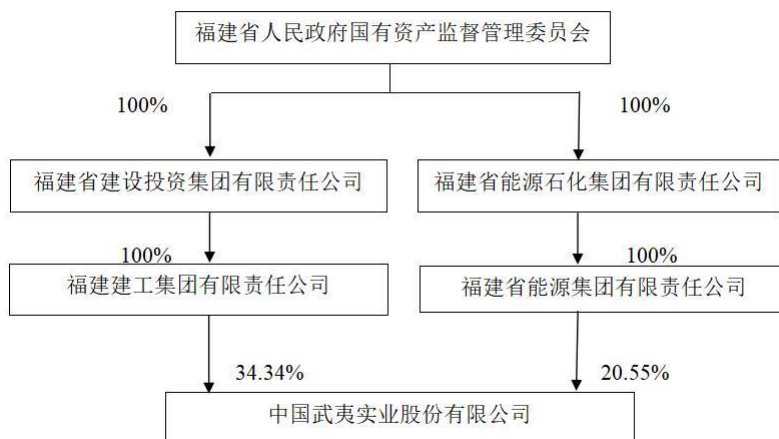 福建省人民政府国有资产监督管理委员会
100% 100%
福建省建设投资集团有限责任公司 福建省能源石化集团有限责任公司
100% 100%
福建建工集团有限责任公司 福建省能源集团有限责任公司
34.34% 20.55%
中国武夷实业股份有限公司